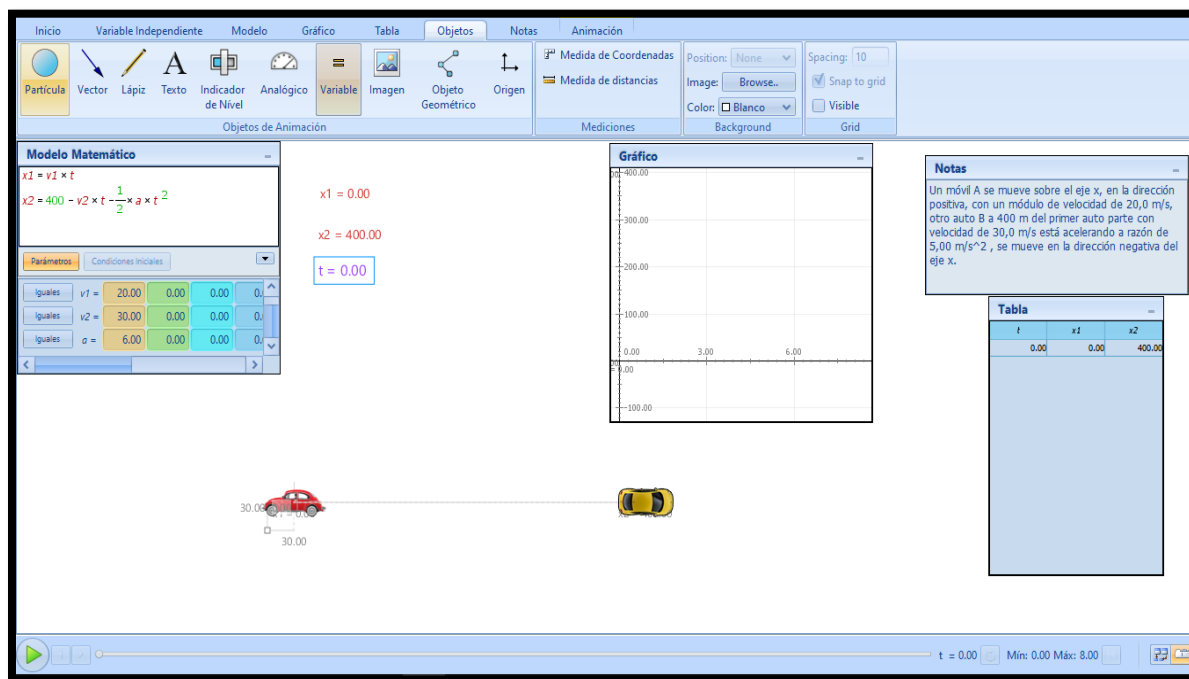 Inicio Variable Independiente Modelo Gráfico Tabla Objetos Notas Animación
Partícula Vector Lápiz Texto Indicador de Nivel Analógico Variable Imagen Objeto Geométrico Origen
Objetos de Animación
Medida de Coordenadas
Medida de distancias
Mediciones
Position: None
Image: Browse..
Color: Blanco
Background
Spacing: 10
Snap to grid
Visible
Grid
Modelo Matemático
x1 = v1 × t
x2 = 400 - v2 × t - 1/2 × a × t 2
Parámetros Condiciones Iniciales
Iguales v1 = 20.00 0.00 0.00
Iguales v2 = 30.00 0.00 0.00
Iguales a = 6.00 0.00 0.00
x1 = 0.00
x2 = 400.00
t = 0.00
Gráfico
400.00
300.00
200.00
100.00
0.00 3.00 6.00
-100.00
Notas
Un móvil A se mueve sobre el eje x, en la dirección
positiva, con un módulo de velocidad de 20,0 m/s,
otro auto B a 400 m del primer auto parte con
velocidad de 30,0 m/s está acelerando a razón de
5,00 m/s^2 , se mueve en la dirección negativa del
eje x.
Tabla
t x1 x2
0.00 0.00 400.00
30.00
30.00
t = 0.00 Mín: 0.00 Máx: 8.00